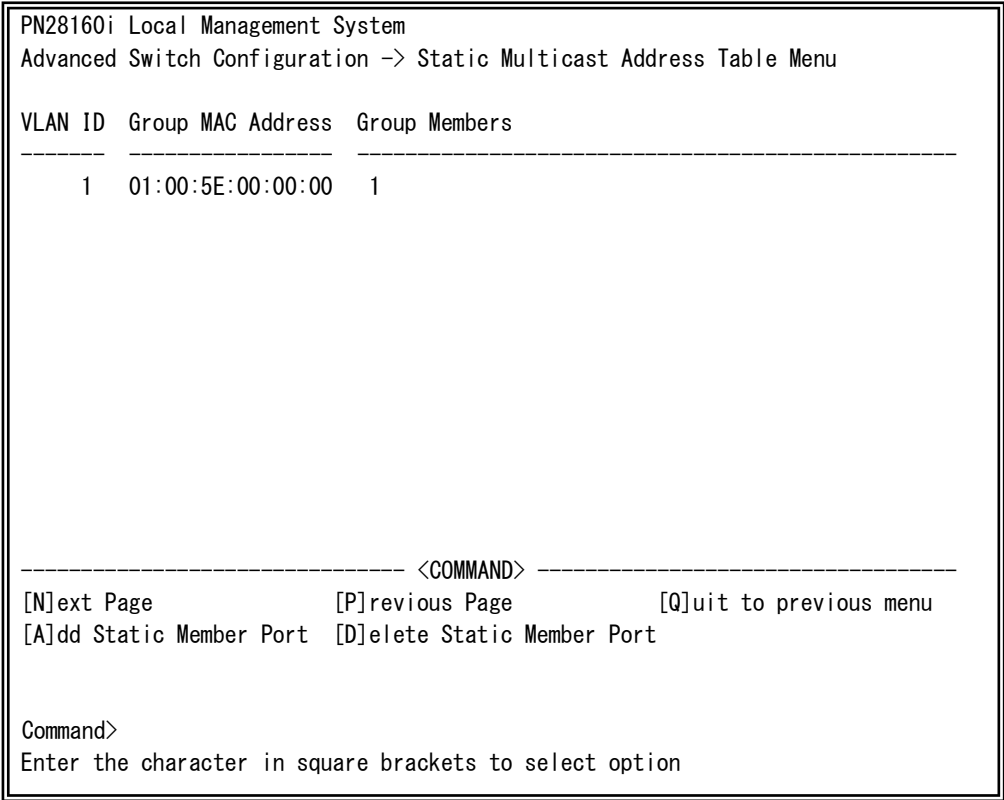 PN28160i Local Management System
Advanced Switch Configuration -> Static Multicast Address Table Menu
VLAN ID  Group MAC Address  Group Members
-------  -----------------  --------------------------------------------------
     1   01:00:5E:00:00:00   1
-------------------------------- <COMMAND> -----------------------------------
[N]ext Page               [P]revious Page            [Q]uit to previous menu
[A]dd Static Member Port  [D]elete Static Member Port
Command>
Enter the character in square brackets to select option